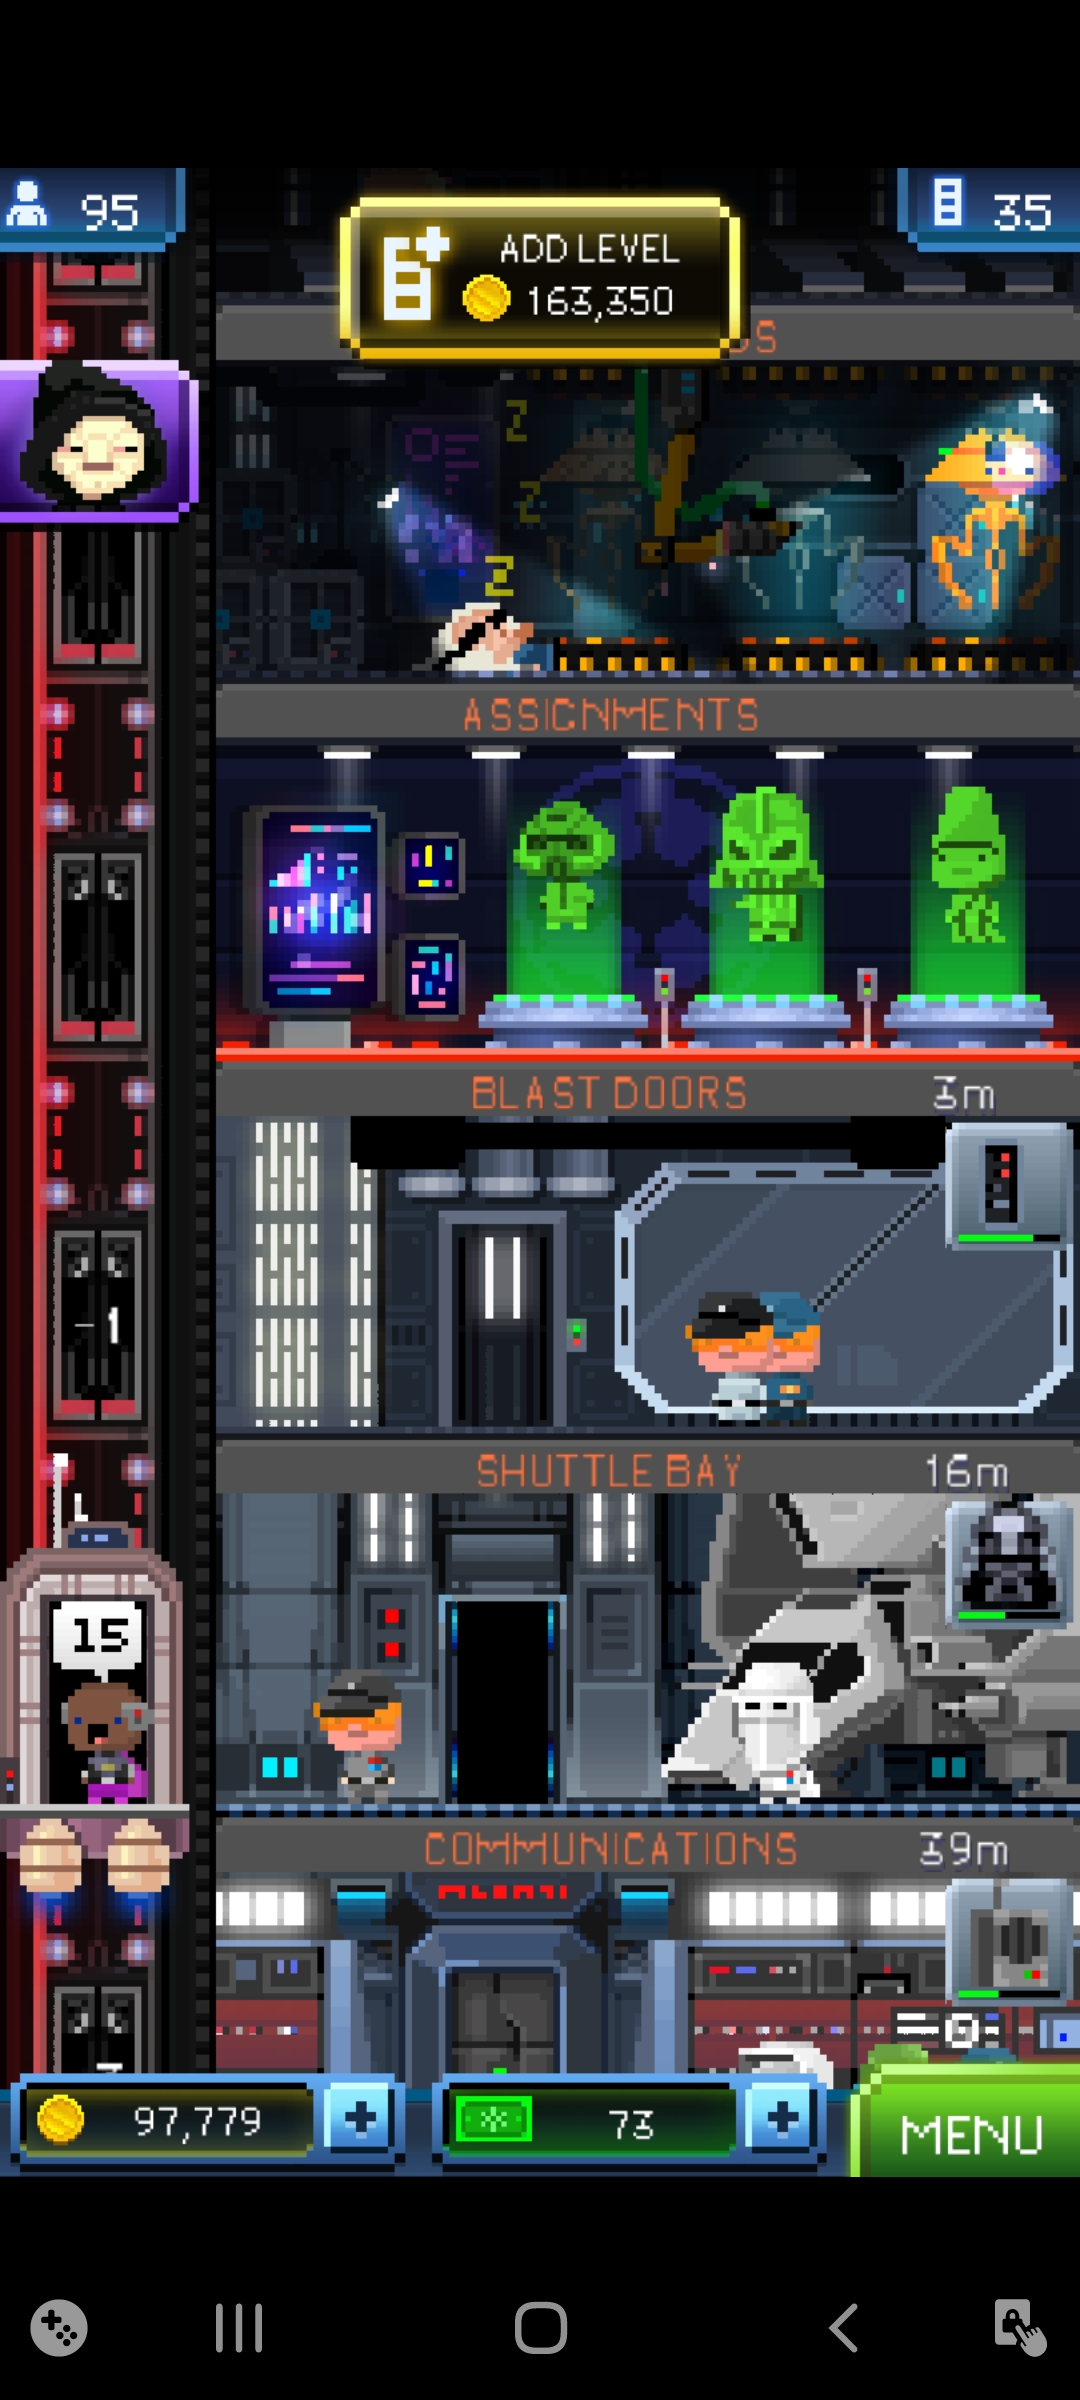 95
ADD LEVEL
163,350
35
Z
Z
Z
ASSIGNMENTS
BLAST DOORS 3m
-1
SHUTTLE BAY 16m
15
COMMUNICATIONS 39m
97,779
73
MENU